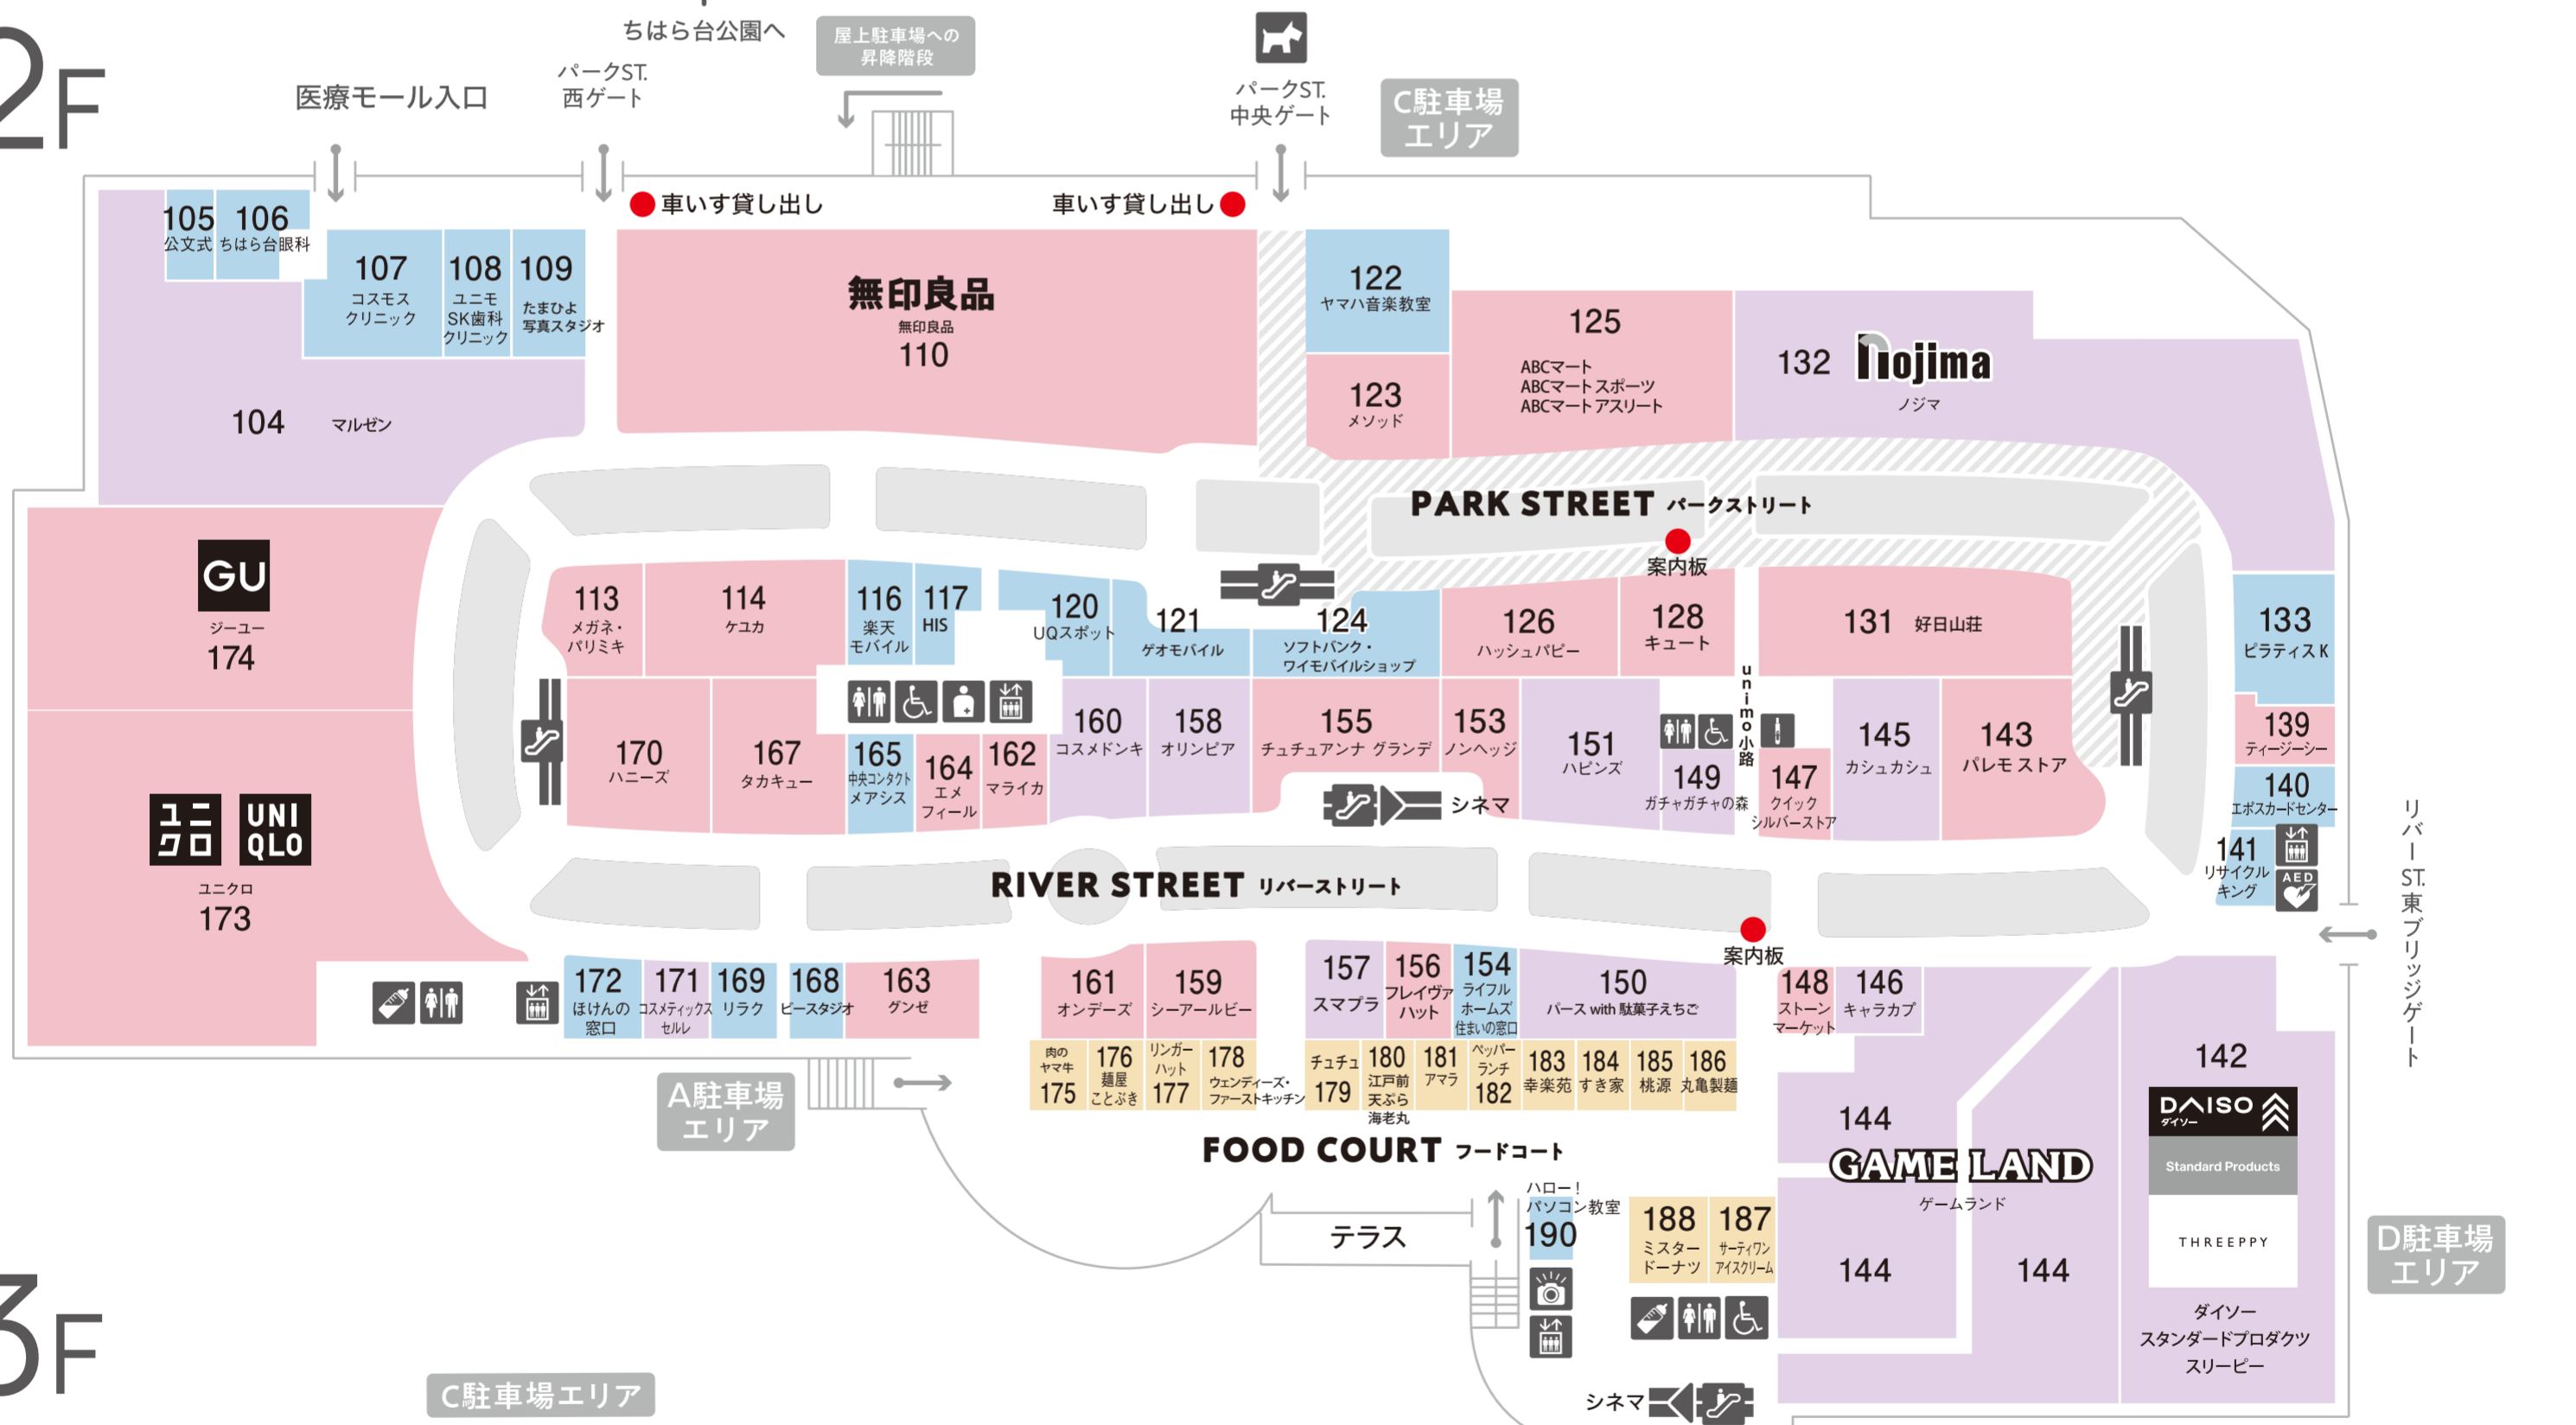 2F
ちはら台公園へ
屋上駐車場への
昇降階段
医療モール入口
パークST.
西ゲート
パークST.
中央ゲート
C駐車場
エリア
車いす貸し出し
車いす貸し出し
105
公文式
106
ちはら台眼科
107
コスモス
クリニック
108
ユニモ
SK歯科
クリニック
109
たまひよ
写真スタジオ
無印良品
無印良品
110
122
ヤマハ音楽教室
123
メソッド
125
ABCマート
ABCマート スポーツ
ABCマート アスリート
132
nojima
ノジマ
104
マルゼン
PARK STREET パークストリート
案内板
GU
ジーユー
174
113
メガネ・
パリミキ
114
ケユカ
116
楽天
モバイル
117
HIS
120
UQスポット
121
ゲオモバイル
124
ソフトバンク・
ワイモバイルショップ
126
ハッシュパピー
128
キュート
131
好日山荘
133
ピラティス K
unimo小路
139
ティージーシー
140
エポスカードセンター
141
リサイクル
キング
AED
ユニクロ
UNIQLO
ユニクロ
173
170
ハニーズ
167
タカキュー
165
中央コンタクト
メアシス
164
エメ
フィール
162
マライカ
160
コスメドンキ
158
オリンピア
155
チュチュアンナ グランデ
153
ノンヘッジ
151
ハピンズ
149
ガチャガチャの森
147
クイック
シルバーストア
145
カシュカシュ
143
パレモ ストア
シネマ
リバーST.東ブリッジゲート
RIVER STREET リバーストリート
案内板
172
ほけんの
窓口
171
コスメティックス
セルレ
169
リラク
168
ピースタジオ
163
グンゼ
161
オンデーズ
159
シーアールビー
157
スマプラ
156
フレイヴァ
ハット
154
ライフル
ホームズ
住まいの窓口
150
パース with 駄菓子えちご
148
ストーン
マーケット
146
キャラカプ
肉の
ヤマ牛
175
176
麺屋
ことぶき
リンガー
ハット
177
178
ウェンディーズ・
ファーストキッチン
チュチュ
179
180
江戸前
天ぷら
海老丸
181
アマラ
ペッパー
ランチ
182
183
幸楽苑
184
すき家
185
桃源
186
丸亀製麺
A駐車場
エリア
FOOD COURT フードコート
テラス
ハロー！
パソコン教室
190
188
ミスター
ドーナツ
187
サーティワン
アイスクリーム
144
GAME LAND
ゲームランド
144
144
142
DAISO
ダイソー
Standard Products
THREEPPY
ダイソー
スタンダードプロダクツ
スリーピー
D駐車場
エリア
シネマ
3F
C駐車場エリア